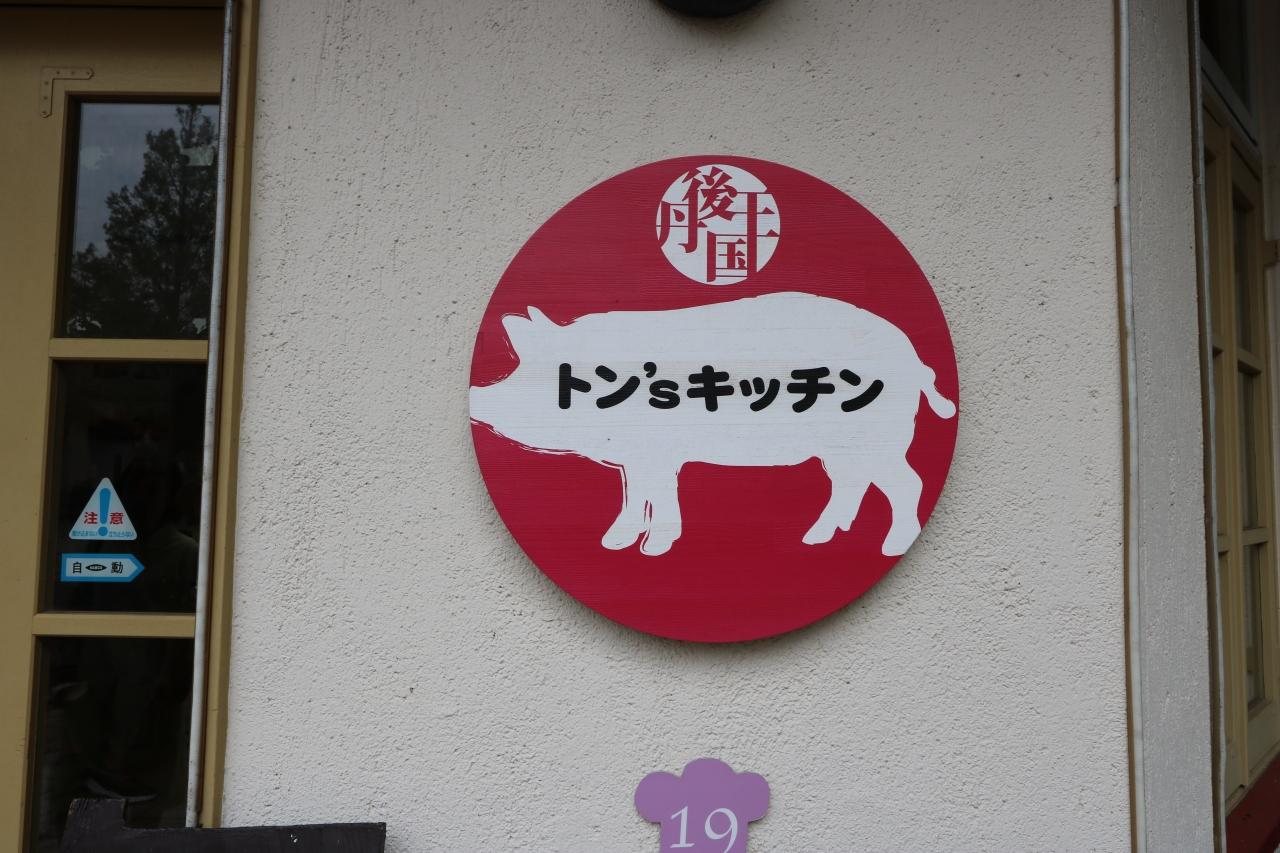 丹後王国
トン'sキッチン
注意
自動
19